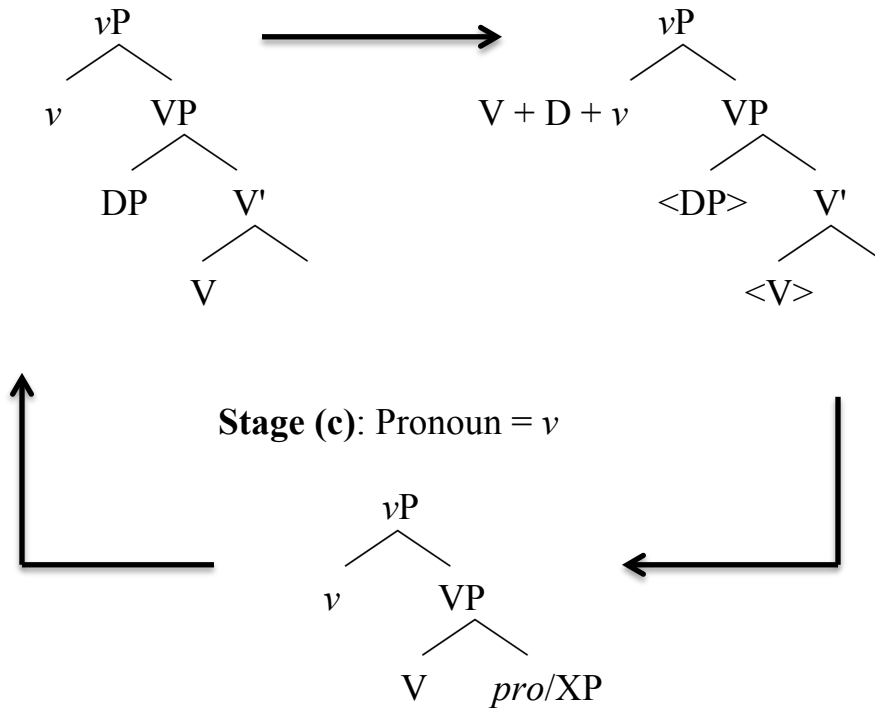 vP vP
v VP V + D + v VP
DP V' <DP> V'
V <V>
Stage (c): Pronoun = v
vP
v VP
V pro/XP